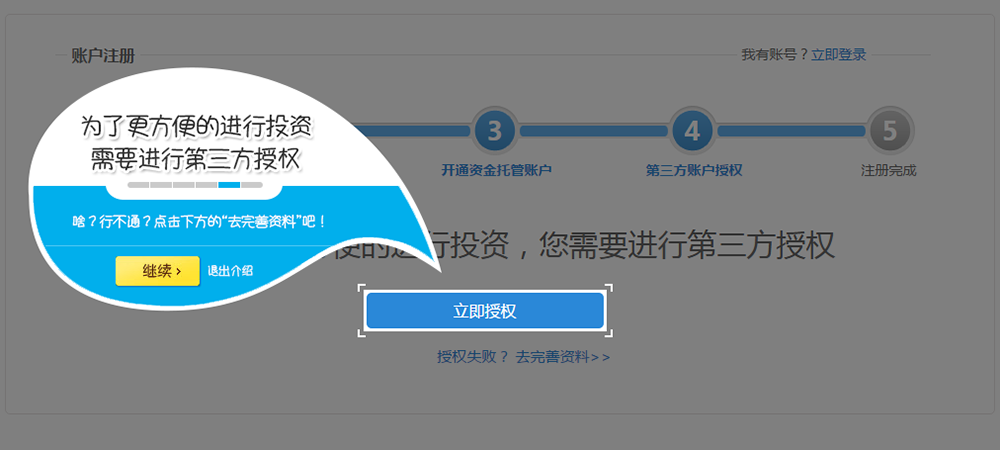 账户注册
我有账号？立即登录
为了更方便的进行投资
需要进行第三方授权
啥？行不通？点击下方的“去完善资料”吧！
继续 ›
退出介绍
3
4
5
开通资金托管账户
第三方账户授权
注册完成
便的进行投资，您需要进行第三方授权
立即授权
授权失败？ 去完善资料>>